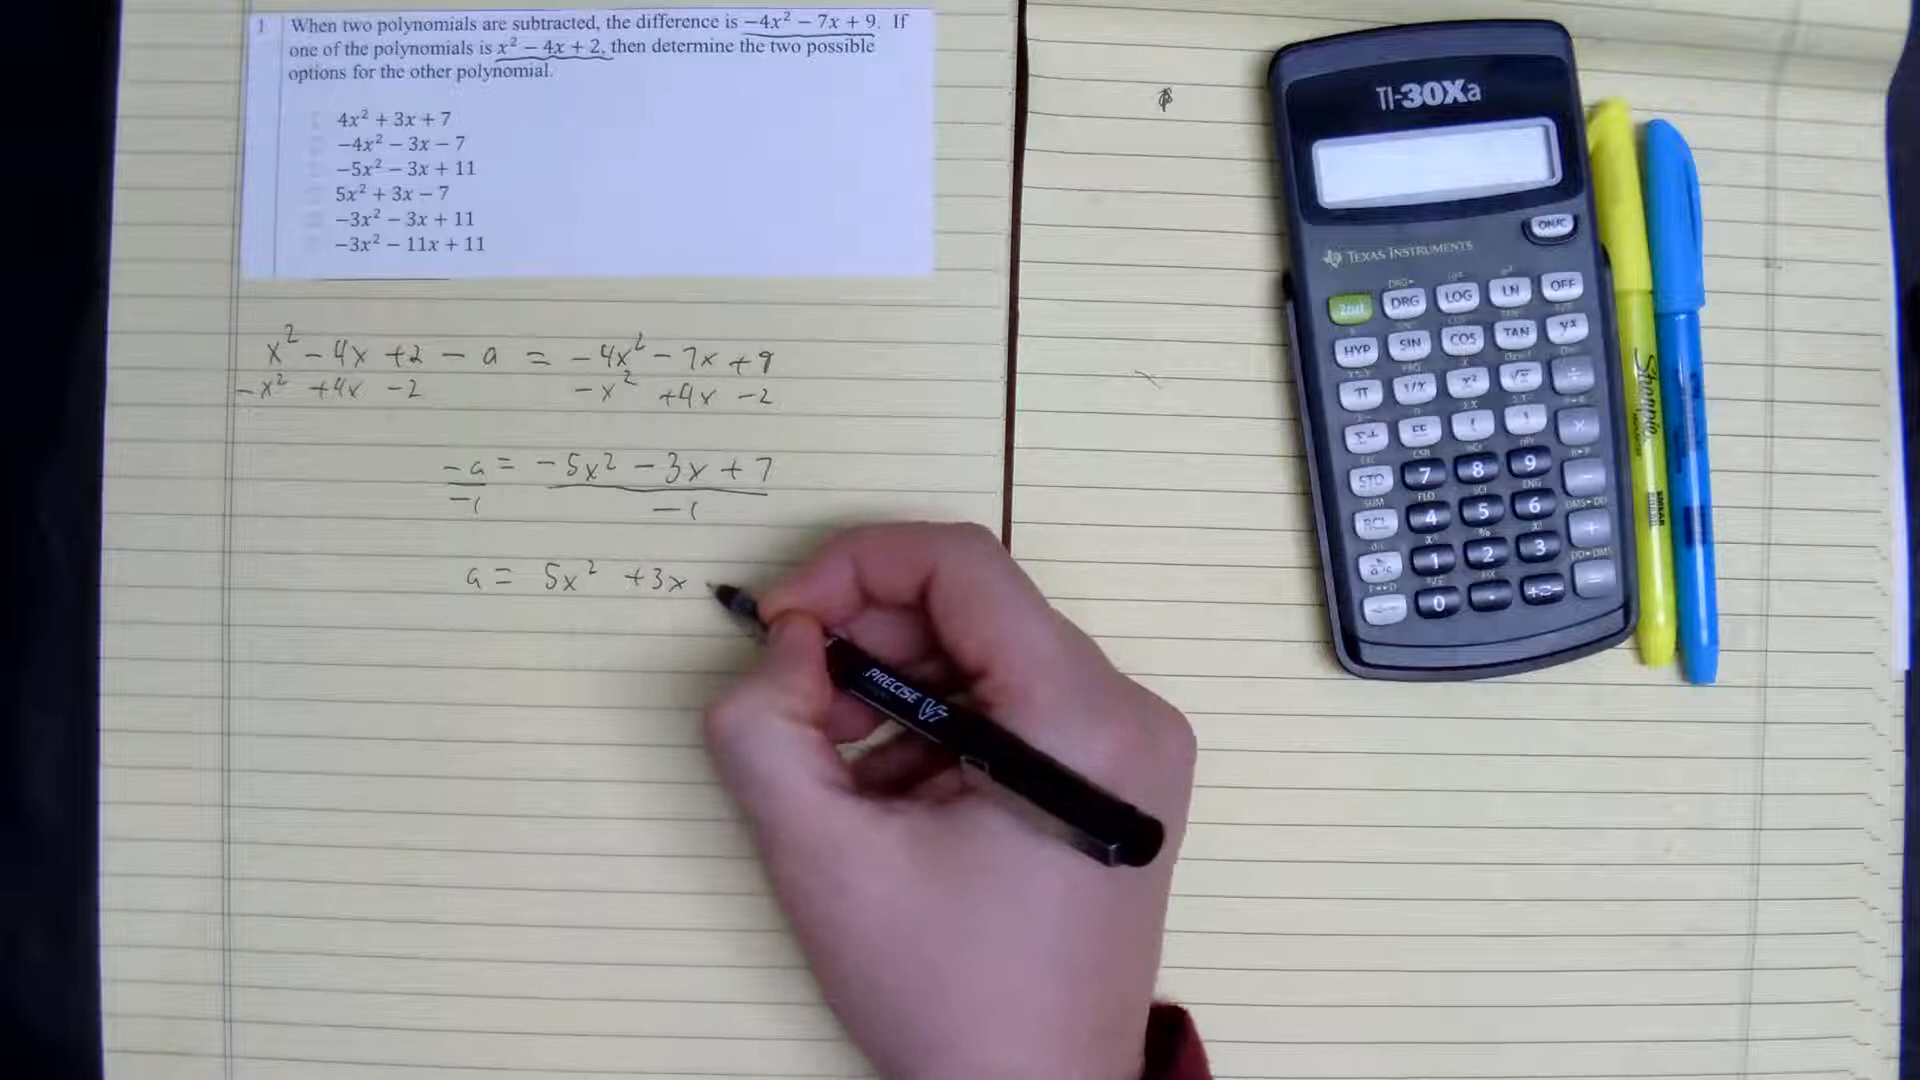 1 When two polynomials are subtracted, the difference is −4x² − 7x + 9. If
one of the polynomials is x² − 4x + 2, then determine the two possible
options for the other polynomial.
4x² + 3x + 7
−4x² − 3x − 7
−5x² − 3x + 11
5x² + 3x − 7
−3x² − 3x + 11
−3x² − 11x + 11
x² − 4x + 2 − a = −4x² − 7x + 9
−x² + 4x − 2 −x² + 4x − 2
−a = −5x² − 3x + 7
−1 −1
a = 5x² + 3x
PRECISE V7
TI-30Xa
TEXAS INSTRUMENTS
ON/C
2nd DRG LOG LN OFF
HYP SIN COS TAN yx
π 1/x x² √x ÷
Σ+ EE ( ) ×
STO 7 8 9 −
RCL 4 5 6 +
1 2 3 =
0 .
Sharpie